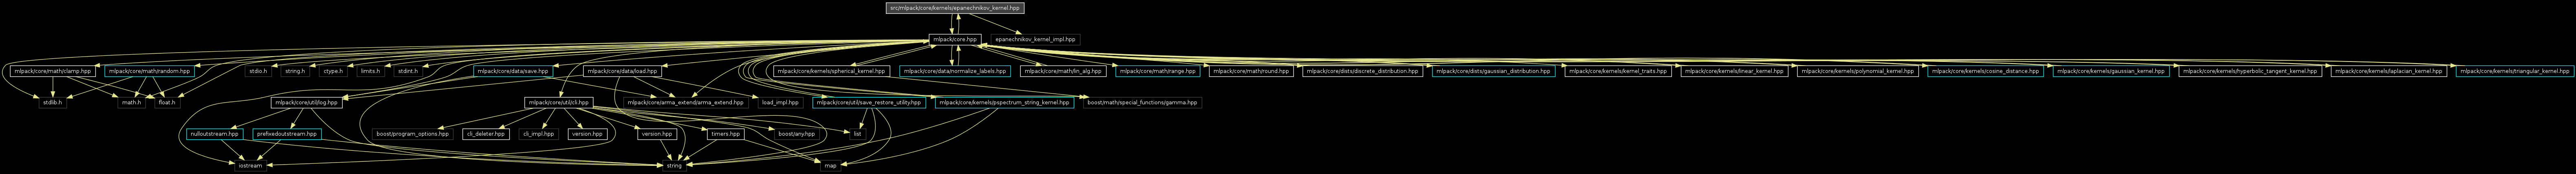 src/mlpack/core/kernels/epanechnikov_kernel.hpp
mlpack/core.hpp
epanechnikov_kernel_impl.hpp
mlpack/core/math/clamp.hpp
mlpack/core/math/random.hpp
stdio.h
string.h
ctype.h
limits.h
stdint.h
mlpack/core/data/save.hpp
mlpack/core/data/load.hpp
mlpack/core/kernels/spherical_kernel.hpp
mlpack/core/data/normalize_labels.hpp
mlpack/core/math/lin_alg.hpp
mlpack/core/math/range.hpp
mlpack/core/math/round.hpp
mlpack/core/dists/discrete_distribution.hpp
mlpack/core/dists/gaussian_distribution.hpp
mlpack/core/kernels/kernel_traits.hpp
mlpack/core/kernels/linear_kernel.hpp
mlpack/core/kernels/polynomial_kernel.hpp
mlpack/core/kernels/cosine_distance.hpp
mlpack/core/kernels/gaussian_kernel.hpp
mlpack/core/kernels/hyperbolic_tangent_kernel.hpp
mlpack/core/kernels/laplacian_kernel.hpp
mlpack/core/kernels/triangular_kernel.hpp
stdlib.h
math.h
float.h
mlpack/core/util/log.hpp
mlpack/core/util/cli.hpp
mlpack/core/arma_extend/arma_extend.hpp
load_impl.hpp
mlpack/core/util/save_restore_utility.hpp
mlpack/core/kernels/pspectrum_string_kernel.hpp
boost/math/special_functions/gamma.hpp
nulloutstream.hpp
prefixedoutstream.hpp
boost/program_options.hpp
cli_deleter.hpp
cli_impl.hpp
version.hpp
version.hpp
timers.hpp
boost/any.hpp
list
iostream
string
map